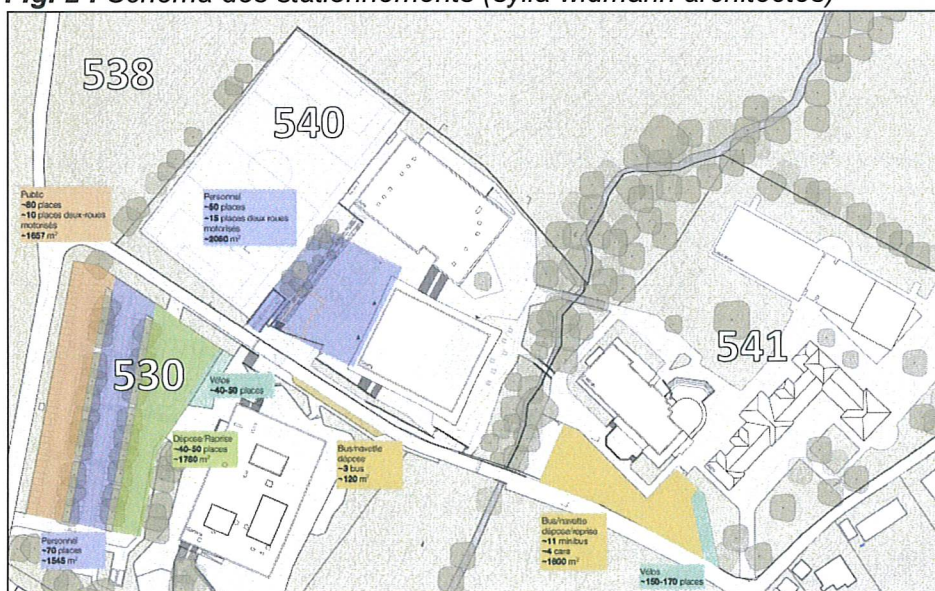 Fig. 2 : Schéma des stationnements (sylla widmann architectes)
538
540
Public
~80 places
~10 places deux-roues
motorisés
~1657 m²
Personnel
~50 places
~15 places deux roues
motorisés
~2060 m²
530
541
Vélos
~40-50 places
Dépose/Reprise
~40-50 places
~1760 m²
Bus/navette
dépose
~3 bus
~120 m²
Personnel
~70 places
~1545 m²
Bus/navette
dépose/reprise
~11 minibus
~4 cars
~1600 m²
Vélos
~150-170 places